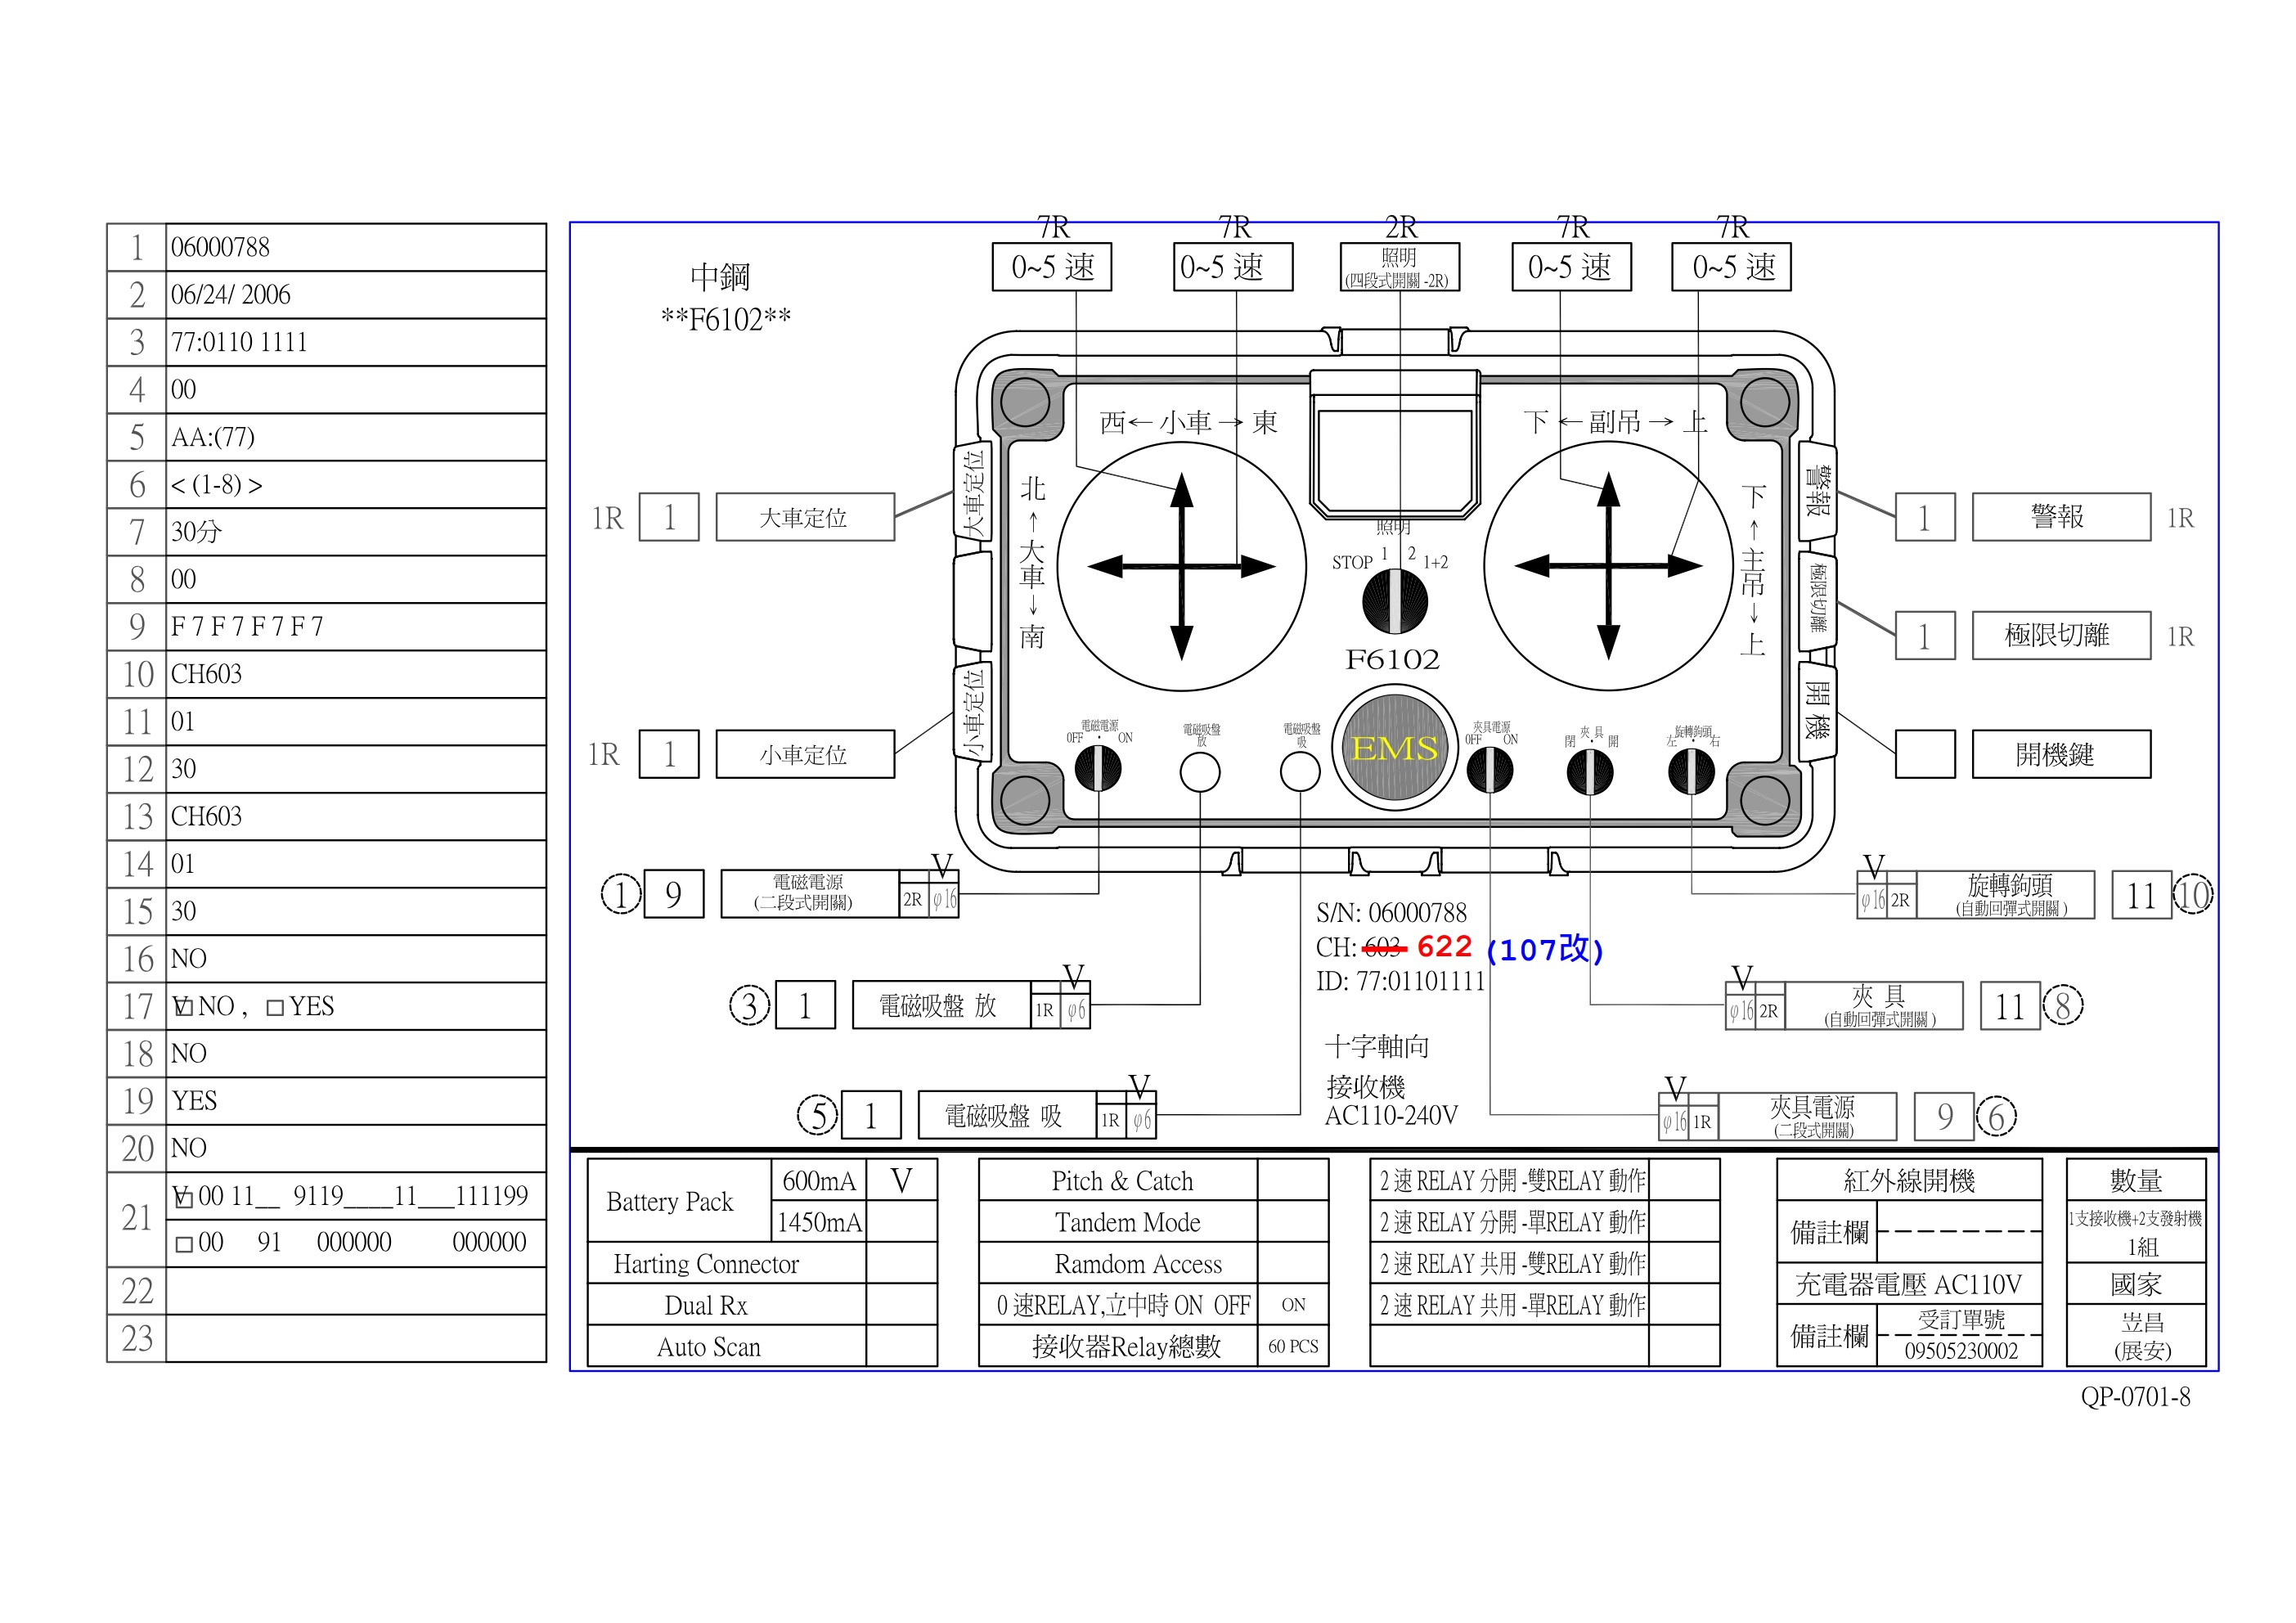 1 06000788
2 06/24/ 2006
3 77:0110 1111
4 00
5 AA:(77)
6 < (1-8) >
7 30分
8 00
9 F 7 F 7 F 7 F 7
10 CH603
11 01
12 30
13 CH603
14 01
15 30
16 NO
17 V□ NO , □ YES
18 NO
19 YES
20 NO
21 V□ 00 11__ 9119____11___111199
□ 00 91 000000 000000
22
23
中鋼
**F6102**
7R 7R 2R 7R 7R
0~5 速 0~5 速 照明 0~5 速 0~5 速
(四段式開關 -2R)
西← 小車 → 東
下 ← 副吊 → 上
北 ← 大車 → 南
下 ← 主吊 → 上
大車定位
小車定位
警報
極限切離
開 機
照明
STOP 1 2 1+2
F6102
EMS
電磁電源
OFF · ON
電磁吸盤
放
電磁吸盤
吸
夾具電源
OFF ON
夾 具
閉 · 開
旋轉鉤頭
左 · 右
1R 1 大車定位
1R 1 小車定位
1 警報 1R
1 極限切離 1R
開機鍵
1 9 電磁電源 V
(二段式開關) 2R φ16
3 1 電磁吸盤 放 V
1R φ6
5 1 電磁吸盤 吸 V
1R φ6
V 旋轉鉤頭 11 10
φ16 2R (自動回彈式開關 )
V 夾 具 11 8
φ16 2R (自動回彈式開關 )
V 夾具電源 9 6
φ16 1R (二段式開關)
S/N: 06000788
CH: 603 622 (107改)
ID: 77:01101111
十字軸向
接收機
AC110-240V
Battery Pack 600mA V
1450mA
Harting Connector
Dual Rx
Auto Scan
Pitch & Catch
Tandem Mode
Ramdom Access
0 速RELAY,立中時 ON OFF ON
接收器Relay總數 60 PCS
2 速 RELAY 分開 -雙RELAY 動作
2 速 RELAY 分開 -單RELAY 動作
2 速 RELAY 共用 -雙RELAY 動作
2 速 RELAY 共用 -單RELAY 動作
紅外線開機
備註欄
充電器電壓 AC110V
備註欄 受訂單號
09505230002
數量
1支接收機+2支發射機
1組
國家
岦昌
(展安)
QP-0701-8